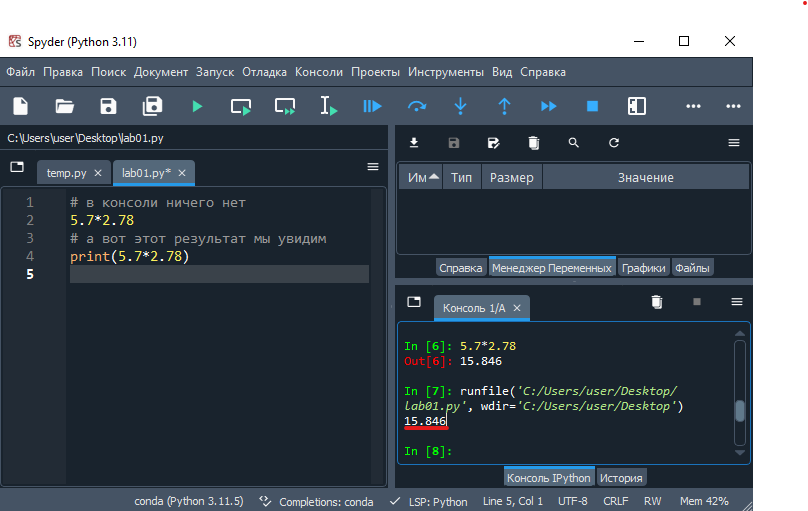 Spyder (Python 3.11)
Файл Правка Поиск Документ Запуск Отладка Консоли Проекты Инструменты Вид Справка
C:\Users\user\Desktop\lab01.py
temp.py lab01.py*
1 # в консоли ничего нет
2 5.7*2.78
3 # а вот этот результат мы увидим
4 print(5.7*2.78)
5
Им Тип Размер Значение
Справка Менеджер Переменных Графики Файлы
Консоль 1/A
In [6]: 5.7*2.78
Out[6]: 15.846
In [7]: runfile('C:/Users/user/Desktop/
lab01.py', wdir='C:/Users/user/Desktop')
15.846
In [8]:
Консоль IPython История
conda (Python 3.11.5) Completions: conda LSP: Python Line 5, Col 1 UTF-8 CRLF RW Mem 42%